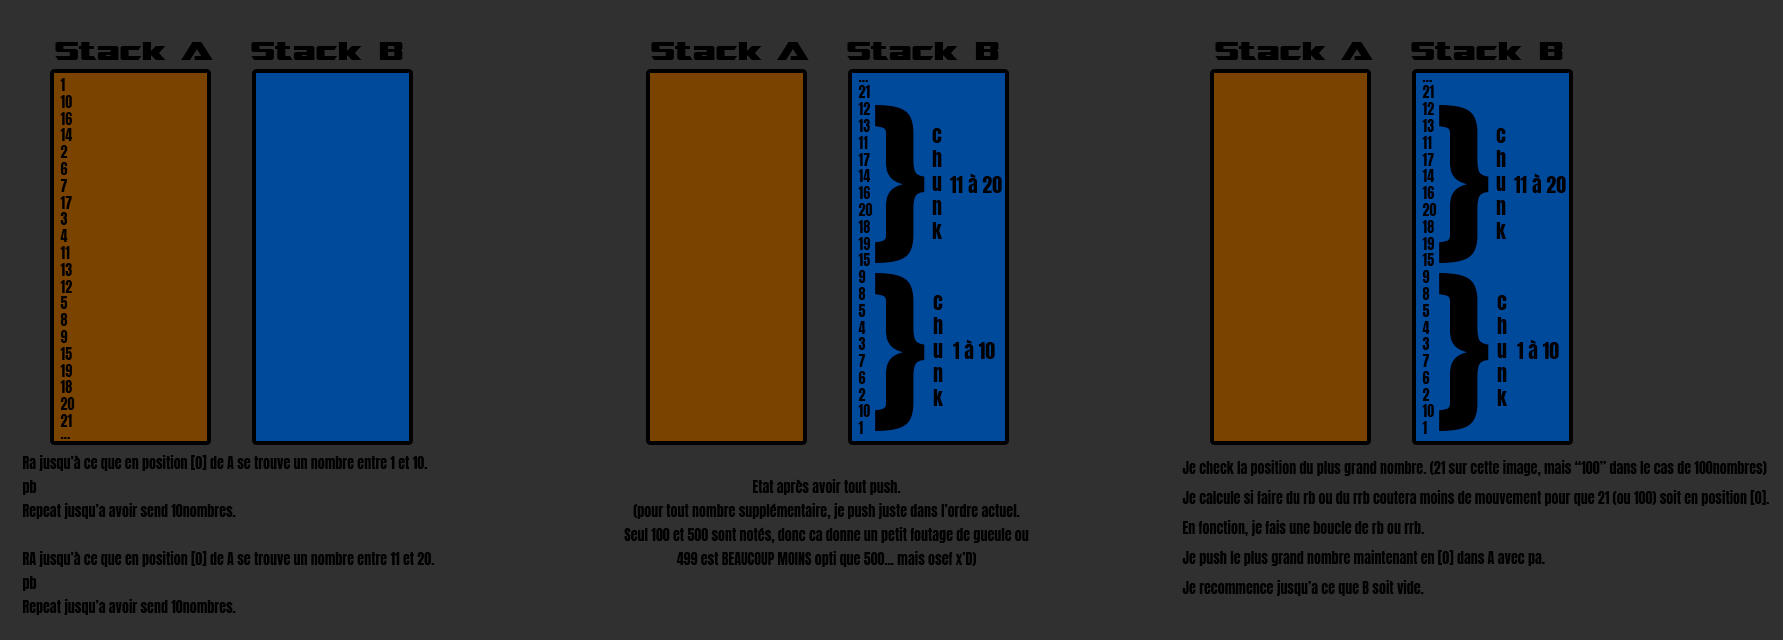 Stack A
Stack B
1
10
16
14
2
6
7
17
3
4
11
13
12
5
8
9
15
19
18
20
21
...
Ra jusqu'à ce que en position [0] de A se trouve un nombre entre 1 et 10.
pb
Repeat jusqu'a avoir send 10nombres.
RA jusqu'à ce que en position [0] de A se trouve un nombre entre 11 et 20.
pb
Repeat jusqu'a avoir send 10nombres.
Stack A
Stack B
...
21
12
13
11
17
14
16
20
18
19
15
9
8
5
4
3
7
6
2
10
1
}
chunk
11 à 20
}
chunk
1 à 10
Etat après avoir tout push.
(pour tout nombre supplémentaire, je push juste dans l'ordre actuel.
Seul 100 et 500 sont notés, donc ca donne un petit foutage de gueule ou
499 est BEAUCOUP MOINS opti que 500... mais osef x'D)
Stack A
Stack B
...
21
12
13
11
17
14
16
20
18
19
15
9
8
5
4
3
7
6
2
10
1
}
chunk
11 à 20
}
chunk
1 à 10
Je check la position du plus grand nombre. (21 sur cette image, mais “100” dans le cas de 100nombres)
Je calcule si faire du rb ou du rrb coutera moins de mouvement pour que 21 (ou 100) soit en position [0].
En fonction, je fais une boucle de rb ou rrb.
Je push le plus grand nombre maintenant en [0] dans A avec pa.
Je recommence jusqu'a ce que B soit vide.